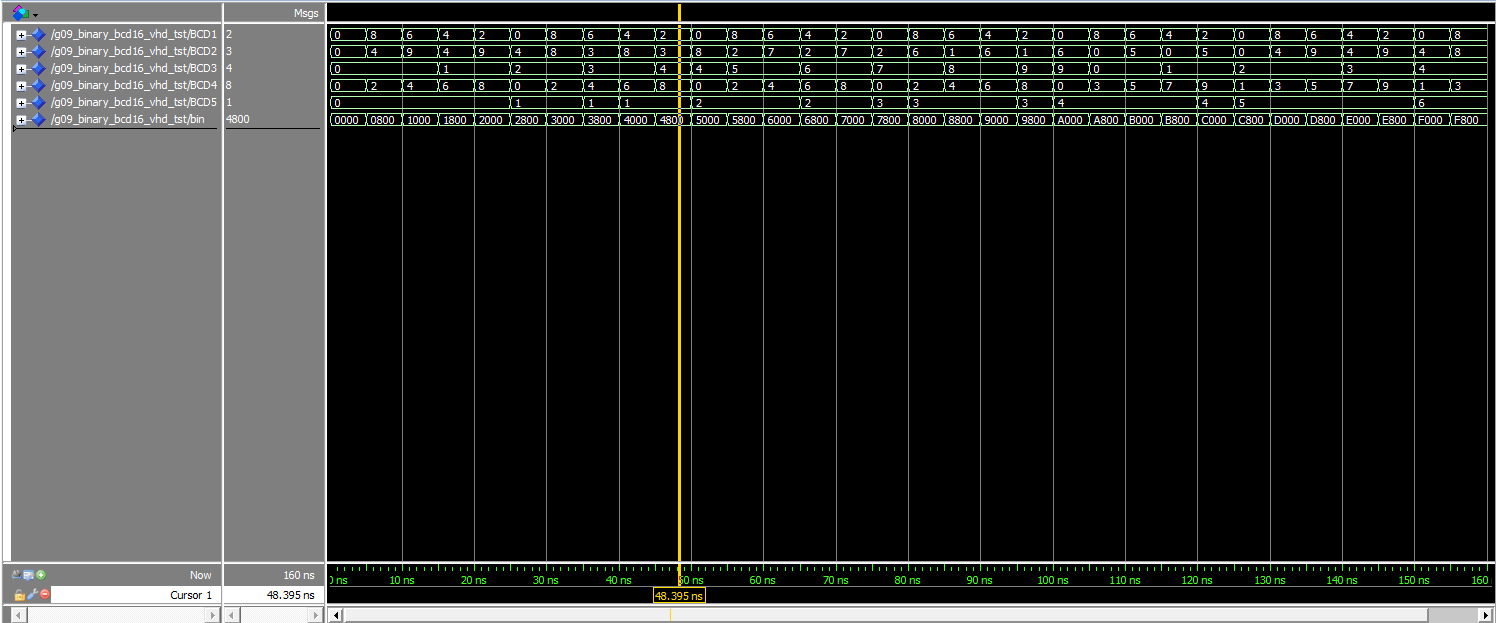 Msgs
/g09_binary_bcd16_vhd_tst/BCD1 2 0 8 6 4 2 0 8 6 4 2 0 8 6 4 2 0 8 6 4 2 0 8 6 4 2 0 8 6 4 2 0 8
/g09_binary_bcd16_vhd_tst/BCD2 3 0 4 9 4 9 4 8 3 8 3 8 2 7 2 7 2 6 1 6 1 6 0 5 0 5 0 4 9 4 9 4 8
/g09_binary_bcd16_vhd_tst/BCD3 4 0 1 2 3 4 4 5 6 7 8 9 9 0 1 2 3 4
/g09_binary_bcd16_vhd_tst/BCD4 8 0 2 4 6 8 0 2 4 6 8 0 2 4 6 8 0 2 4 6 8 0 3 5 7 9 1 3 5 7 9 1 3
/g09_binary_bcd16_vhd_tst/BCD5 1 0 1 1 1 2 2 3 3 3 4 4 5 6
/g09_binary_bcd16_vhd_tst/bin 4800 0000 0800 1000 1800 2000 2800 3000 3800 4000 4800 5000 5800 6000 6800 7000 7800 8000 8800 9000 9800 A000 A800 B000 B800 C000 C800 D000 D800 E000 E800 F000 F800
Now 160 ns 0 ns 10 ns 20 ns 30 ns 40 ns 50 ns 60 ns 70 ns 80 ns 90 ns 100 ns 110 ns 120 ns 130 ns 140 ns 150 ns 160
Cursor 1 48.395 ns 48.395 ns